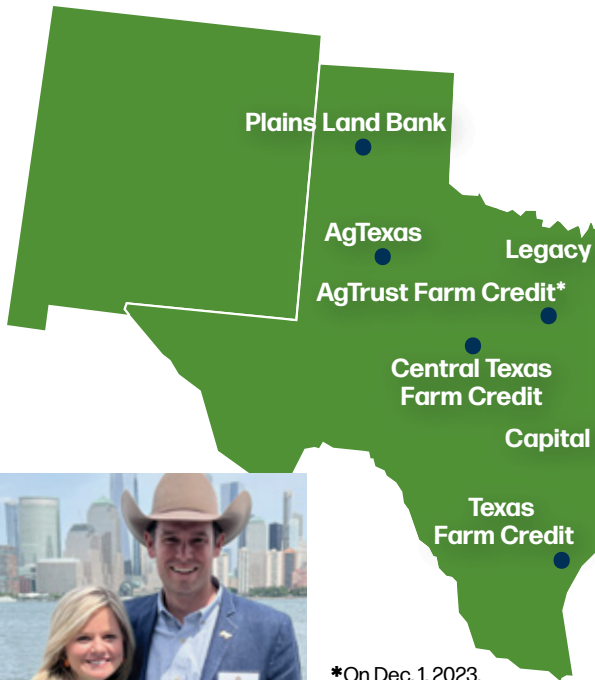 Plains Land Bank
AgTexas
Legacy
AgTrust Farm Credit*
Central Texas
Farm Credit
Capital
Texas
Farm Credit
*On Dec. 1, 2023,